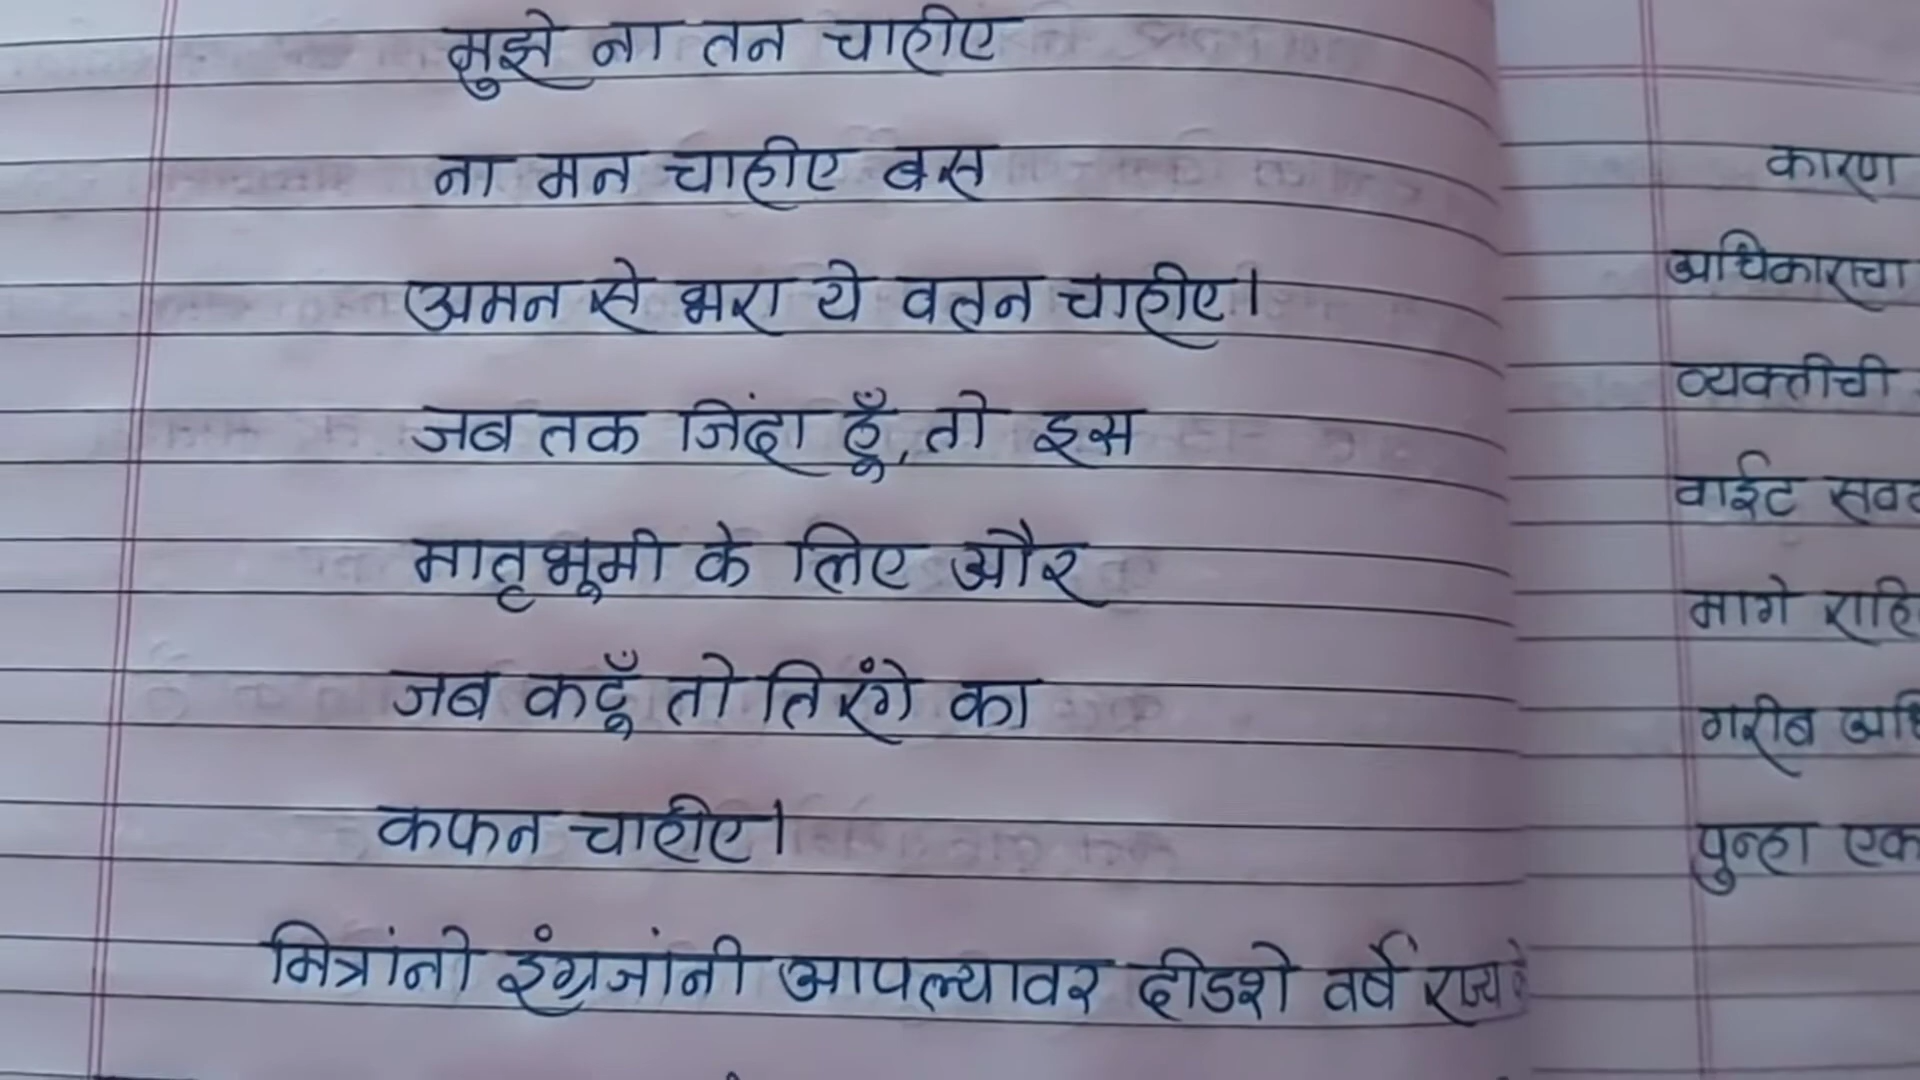 मुझे ना तन चाहीए
ना मन चाहीए बस
अमन से भरा ये वतन चाहीए।
जब तक जिंदा हूँ, तो इस
मातृभूमी के लिए और
जब कटूँ तो तिरंगे का
कफन चाहीए।
मित्रांनो इंग्रजांनी आपल्यावर दीडशे वर्षे राज्य
कारण
अधिकाराचा
व्यक्तीची
वाईट
मागे
गरीब
पुन्हा एक